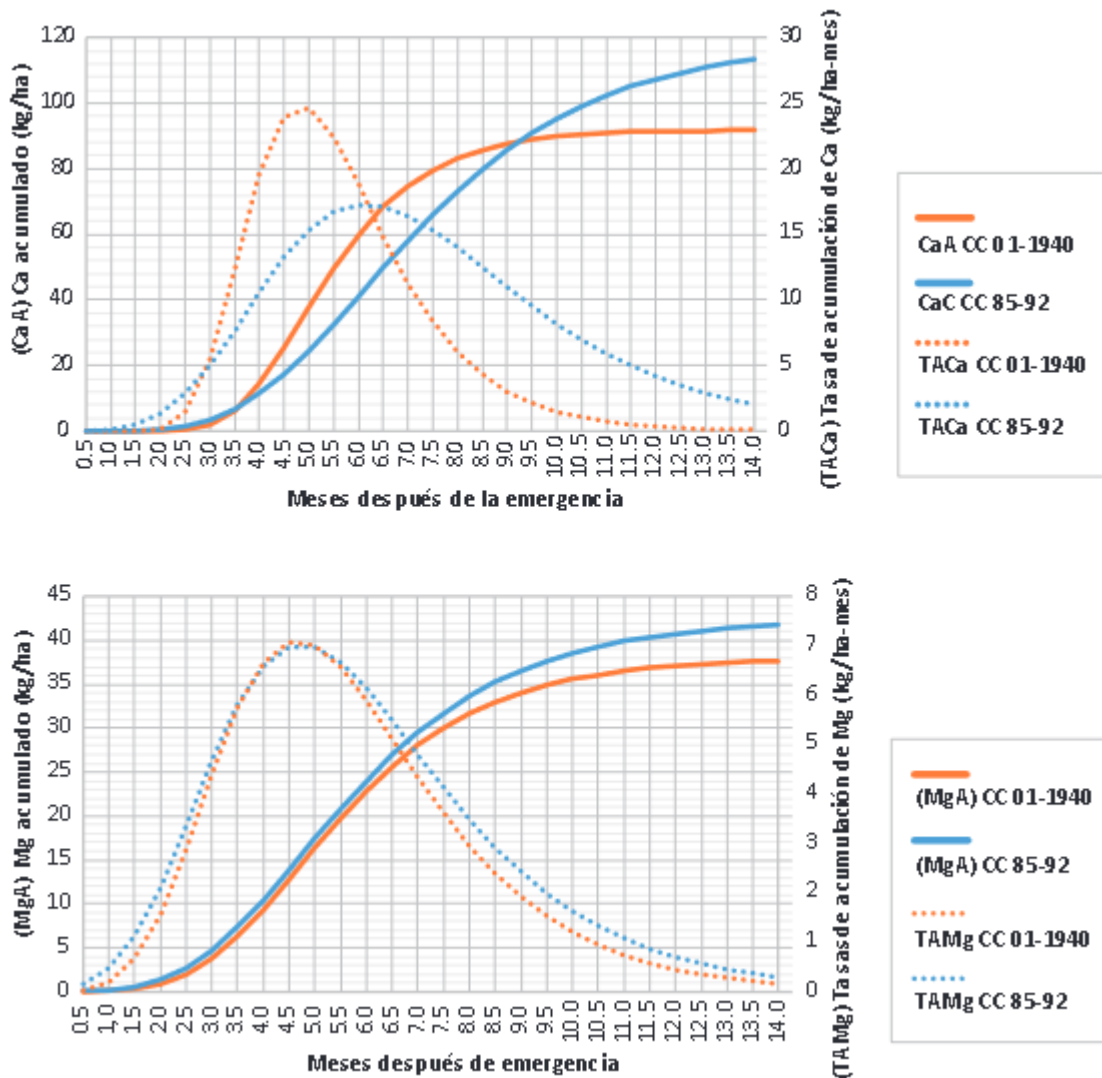 (CaA) Ca acumulado (kg/ha)
120
100
80
60
40
20
0
30
25
20
15
10
5
0
(TACa) Tasa de acumulación de Ca (kg/ha-mes)
0.5 1.0 1.5 2.0 2.5 3.0 3.5 4.0 4.5 5.0 5.5 6.0 6.5 7.0 7.5 8.0 8.5 9.0 9.5 10.0 10.5 11.0 11.5 12.0 12.5 13.0 13.5 14.0
Meses después de la emergencia
CaA CC 01-1940
CaC CC 85-92
TACa CC 01-1940
TACa CC 85-92
(MgA) Mg acumulado (kg/ha)
45
40
35
30
25
20
15
10
5
0
8
7
6
5
4
3
2
1
0
(TAMg) Tasas de acumulación de Mg (kg/ha-mes)
0.5 1.0 1.5 2.0 2.5 3.0 3.5 4.0 4.5 5.0 5.5 6.0 6.5 7.0 7.5 8.0 8.5 9.0 9.5 10.0 10.5 11.0 11.5 12.0 12.5 13.0 13.5 14.0
Meses después de emergencia
(MgA) CC 01-1940
(MgA) CC 85-92
TAMg CC 01-1940
TAMg CC 85-92